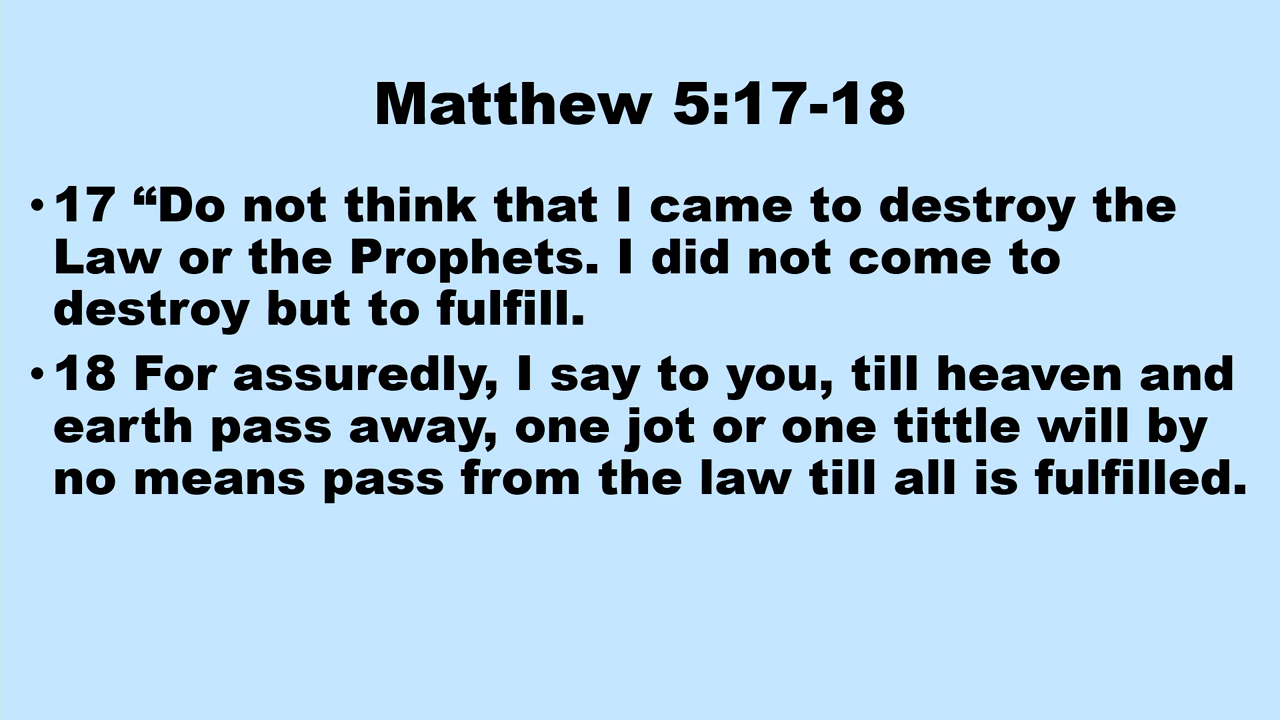 Matthew 5:17-18
• 17 “Do not think that I came to destroy the
Law or the Prophets. I did not come to
destroy but to fulfill.
• 18 For assuredly, I say to you, till heaven and
earth pass away, one jot or one tittle will by
no means pass from the law till all is fulfilled.